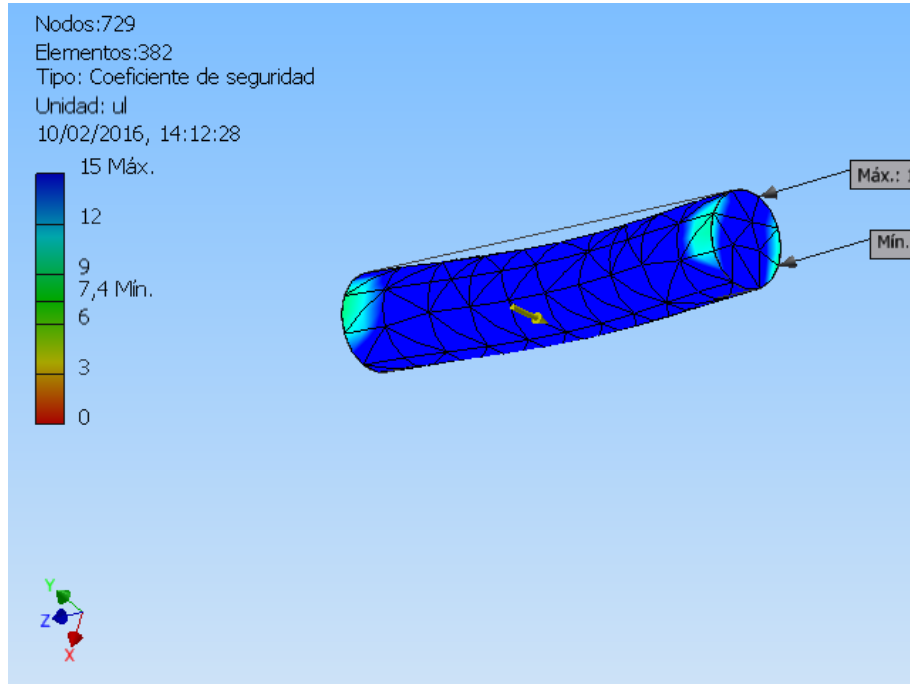 Nodos:729
Elementos:382
Tipo: Coeficiente de seguridad
Unidad: ul
10/02/2016, 14:12:28
15 Máx.
12
9
7,4 Mín.
6
3
0
Máx.:
Mín.
Y
Z
X